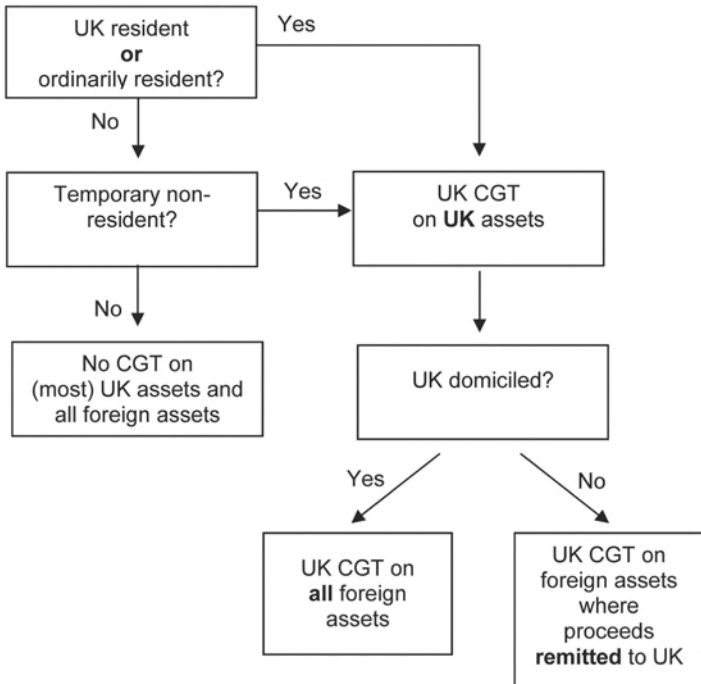 UK resident
or
ordinarily resident?
Yes
No
Temporary non-
resident?
Yes
UK CGT
on UK assets
No
No CGT on
(most) UK assets and
all foreign assets
UK domiciled?
Yes
No
UK CGT on
all foreign
assets
UK CGT on
foreign assets
where
proceeds
remitted to UK